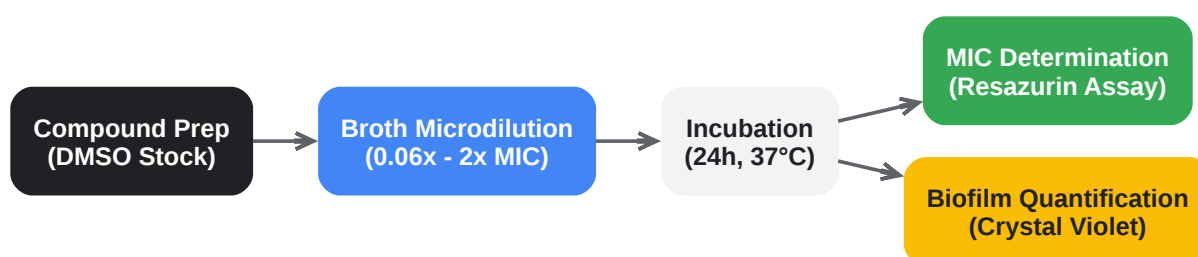 Compound Prep
(DMSO Stock)
Broth Microdilution
(0.06x - 2x MIC)
Incubation
(24h, 37°C)
MIC Determination
(Resazurin Assay)
Biofilm Quantification
(Crystal Violet)